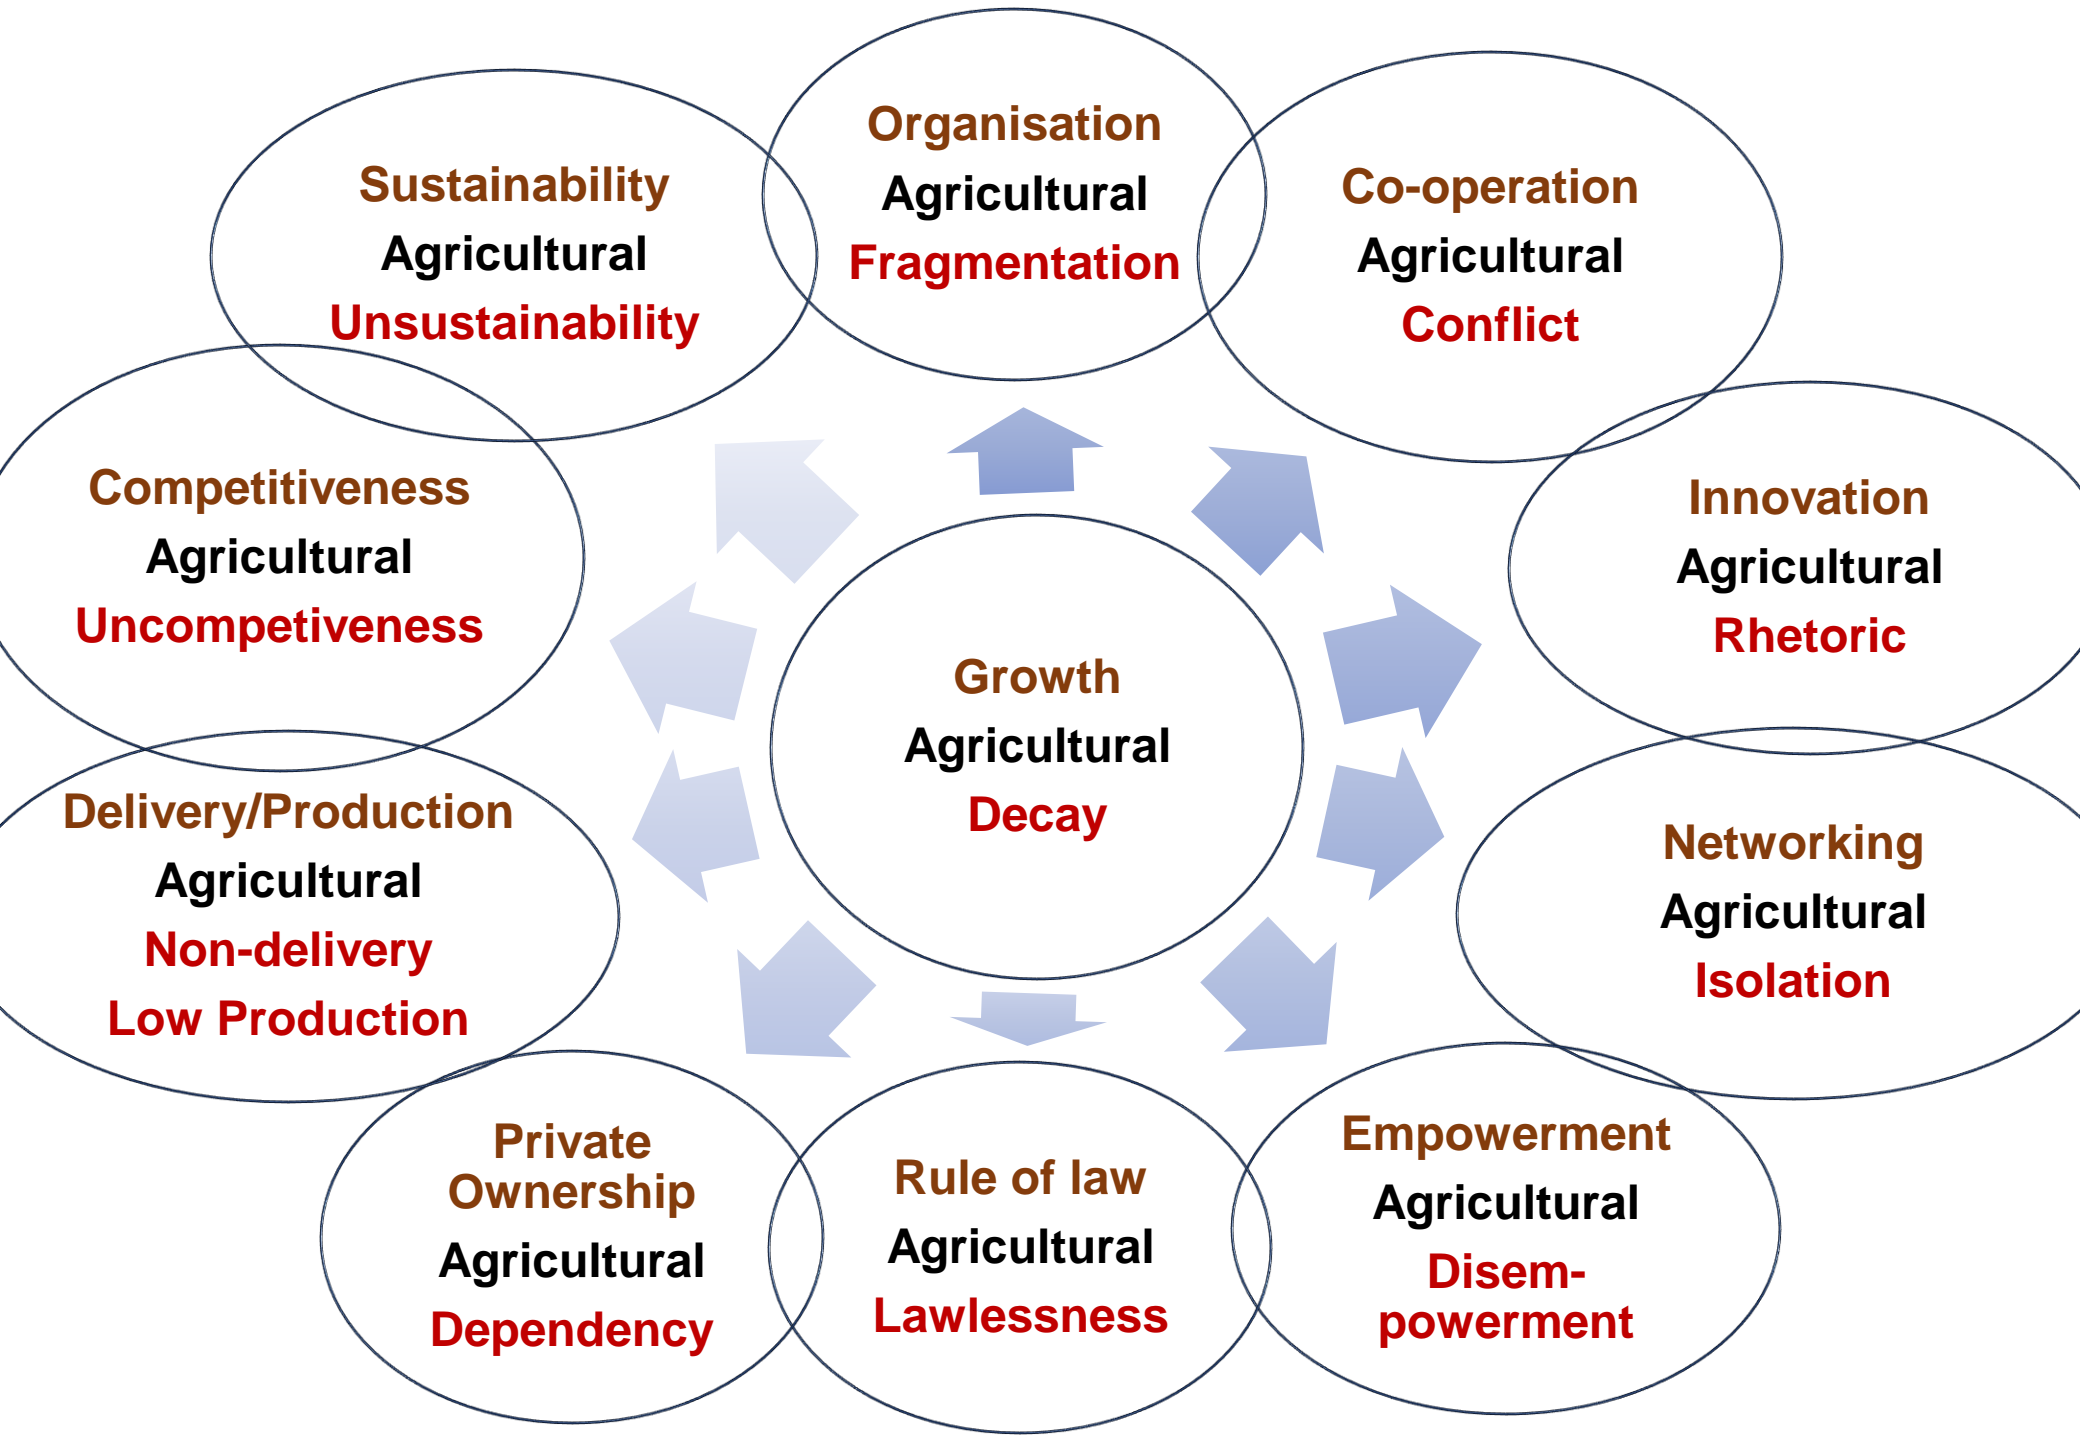 Organisation
Agricultural
Fragmentation
Co-operation
Agricultural
Conflict
Innovation
Agricultural
Rhetoric
Networking
Agricultural
Isolation
Empowerment
Agricultural
Disem-
powerment
Rule of law
Agricultural
Lawlessness
Private
Ownership
Agricultural
Dependency
Delivery/Production
Agricultural
Non-delivery
Low Production
Competitiveness
Agricultural
Uncompetiveness
Sustainability
Agricultural
Unsustainability
Growth
Agricultural
Decay